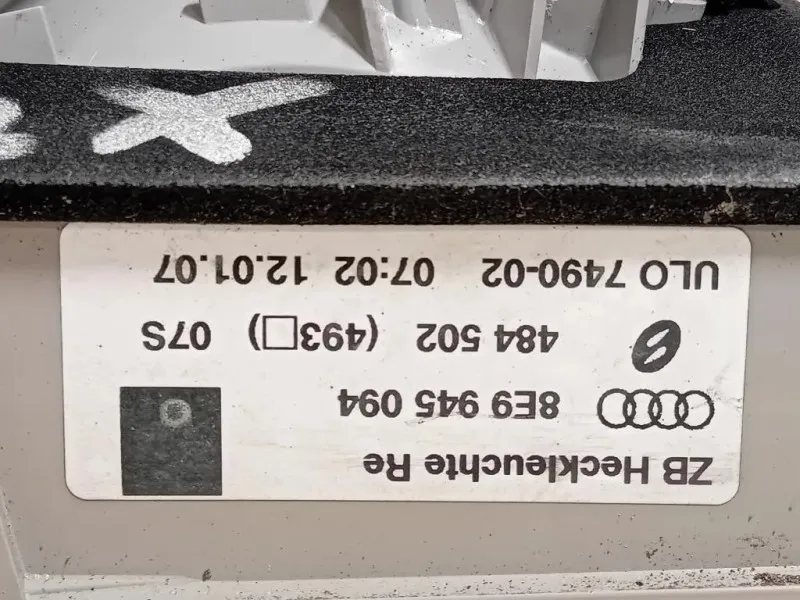 ZB Heckleuchte Re
8E9 945 094
484 502 (493□) 07S
ULO 7490-02 07:02 12.01.07
X